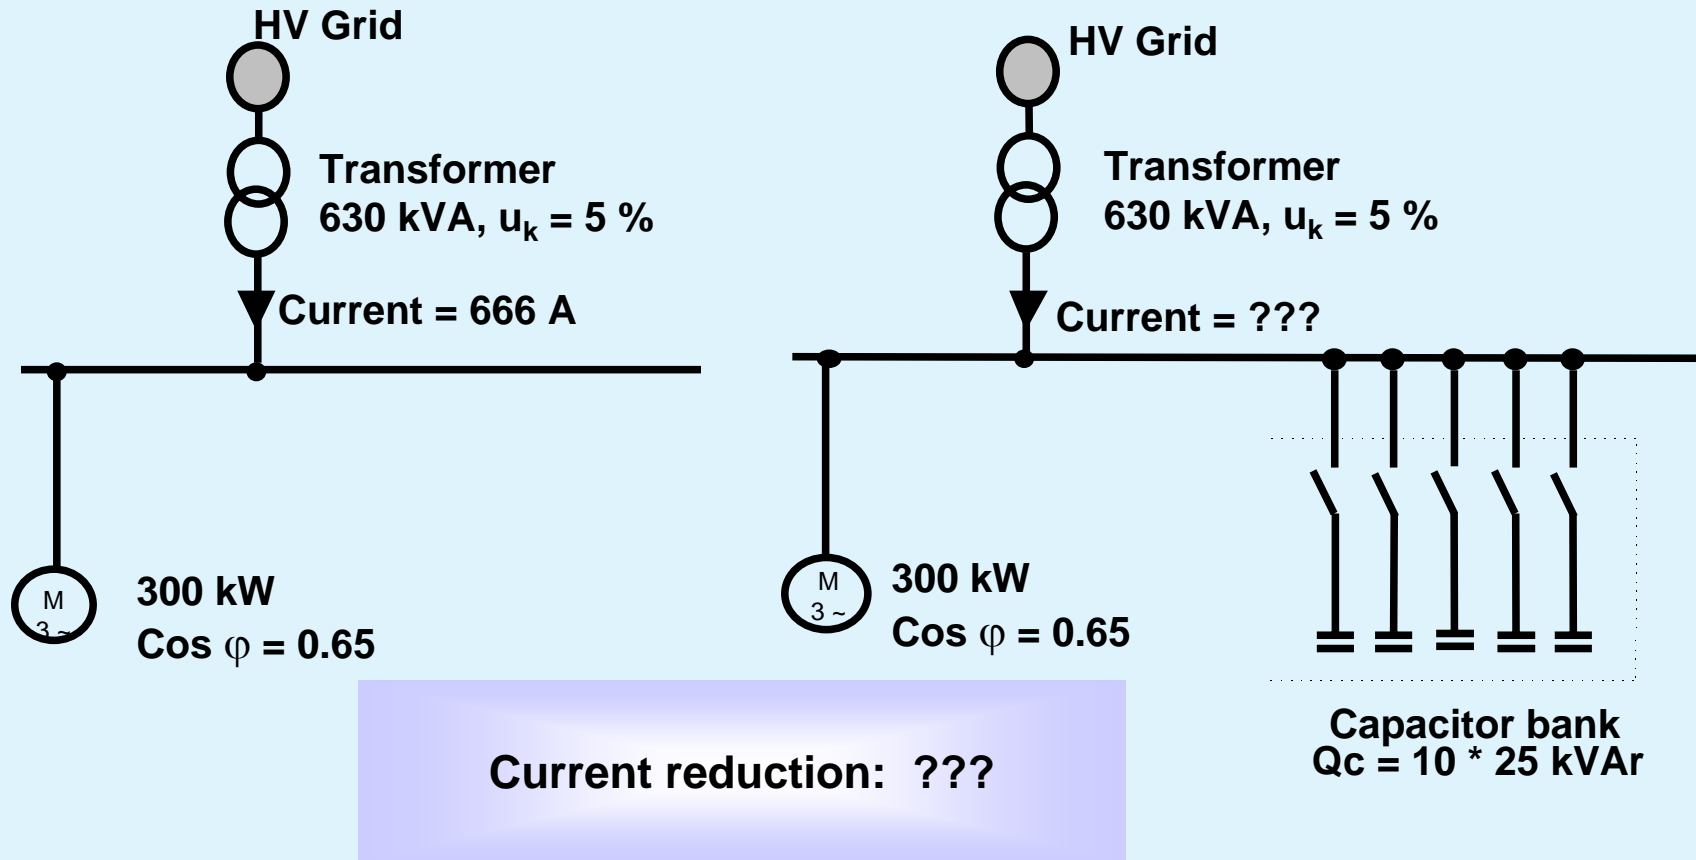 HV Grid
Transformer
630 kVA, uk = 5 %
Current = 666 A
M
3 ~
300 kW
Cos φ = 0.65
HV Grid
Transformer
630 kVA, uk = 5 %
Current = ???
M
3 ~
300 kW
Cos φ = 0.65
Capacitor bank
Qc = 10 * 25 kVAr
Current reduction: ???